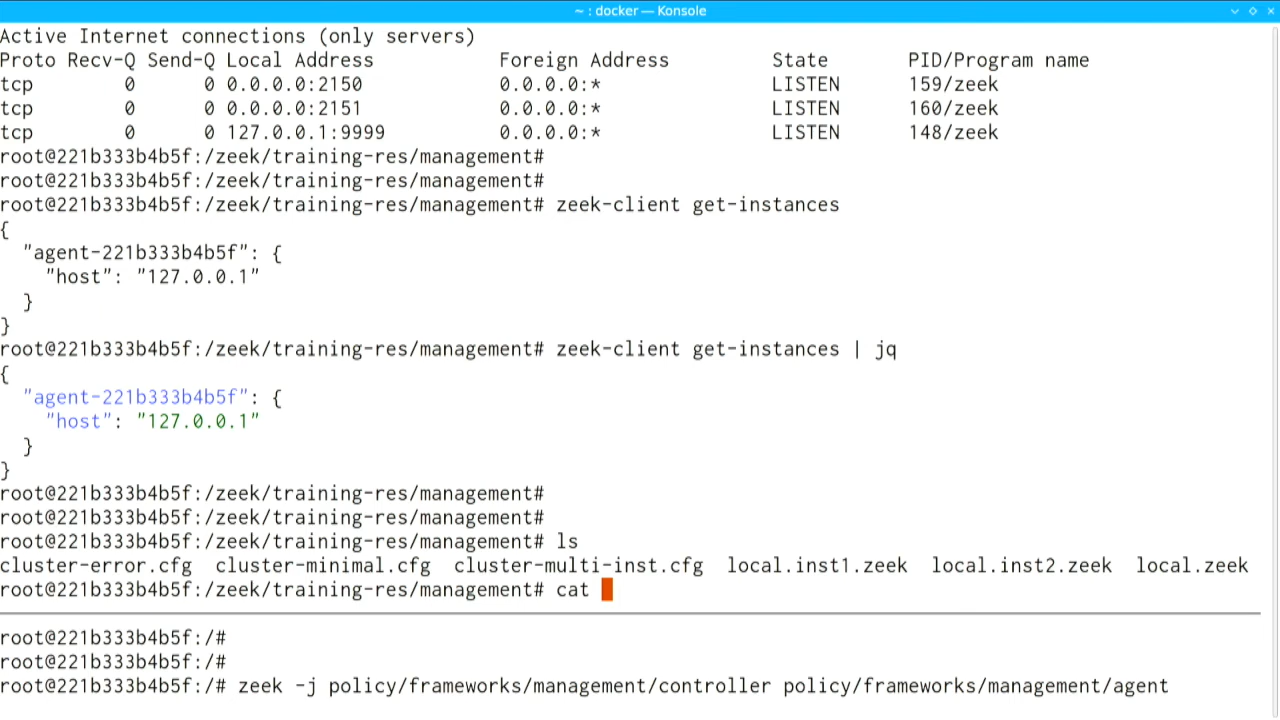 ~ : docker — Konsole
Active Internet connections (only servers)
Proto Recv-Q Send-Q Local Address Foreign Address State PID/Program name
tcp 0 0 0.0.0.0:2150 0.0.0.0:* LISTEN 159/zeek
tcp 0 0 0.0.0.0:2151 0.0.0.0:* LISTEN 160/zeek
tcp 0 0 127.0.0.1:9999 0.0.0.0:* LISTEN 148/zeek
root@221b333b4b5f:/zeek/training-res/management#
root@221b333b4b5f:/zeek/training-res/management#
root@221b333b4b5f:/zeek/training-res/management# zeek-client get-instances
{
  "agent-221b333b4b5f": {
    "host": "127.0.0.1"
  }
}
root@221b333b4b5f:/zeek/training-res/management# zeek-client get-instances | jq
{
  "agent-221b333b4b5f": {
    "host": "127.0.0.1"
  }
}
root@221b333b4b5f:/zeek/training-res/management#
root@221b333b4b5f:/zeek/training-res/management#
root@221b333b4b5f:/zeek/training-res/management# ls
cluster-error.cfg cluster-minimal.cfg cluster-multi-inst.cfg local.inst1.zeek local.inst2.zeek local.zeek
root@221b333b4b5f:/zeek/training-res/management# cat
root@221b333b4b5f:/#
root@221b333b4b5f:/#
root@221b333b4b5f:/# zeek -j policy/frameworks/management/controller policy/frameworks/management/agent